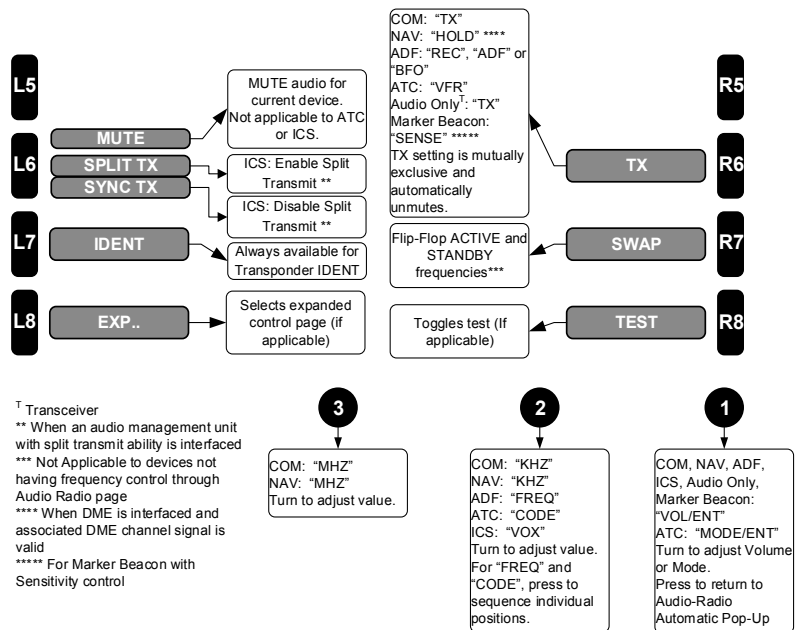 L5
MUTE audio for
current device.
Not applicable to ATC
or ICS.
L6
MUTE
SPLIT TX
SYNC TX
ICS: Enable Split
Transmit **
ICS: Disable Split
Transmit **
L7
IDENT
Always available for
Transponder IDENT
L8
EXP..
Selects expanded
control page (if
applicable)
COM: “TX”
NAV: “HOLD” ****
ADF: “REC”, “ADF” or
“BFO”
ATC: “VFR”
Audio OnlyT: “TX”
Marker Beacon:
“SENSE” *****
TX setting is mutually
exclusive and
automatically
unmutes.
R5
TX
R6
Flip-Flop ACTIVE and
STANDBY
frequencies***
SWAP
R7
Toggles test (If
applicable)
TEST
R8
T Transceiver
** When an audio management unit
with split transmit ability is interfaced
*** Not Applicable to devices not
having frequency control through
Audio Radio page
**** When DME is interfaced and
associated DME channel signal is
valid
***** For Marker Beacon with
Sensitivity control
3
COM: “MHZ”
NAV: “MHZ”
Turn to adjust value.
2
COM: “KHZ”
NAV: “KHZ”
ADF: “FREQ”
ATC: “CODE”
ICS: “VOX”
Turn to adjust value.
For “FREQ” and
“CODE”, press to
sequence individual
positions.
1
COM, NAV, ADF,
ICS, Audio Only,
Marker Beacon:
“VOL/ENT”
ATC: “MODE/ENT”
Turn to adjust Volume
or Mode.
Press to return to
Audio-Radio
Automatic Pop-Up